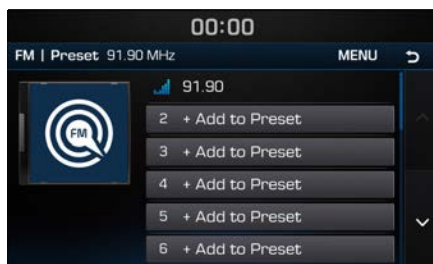 00:00
FM | Preset 91.90 MHz MENU
91.90
FM
2 + Add to Preset
3 + Add to Preset
4 + Add to Preset
5 + Add to Preset
6 + Add to Preset